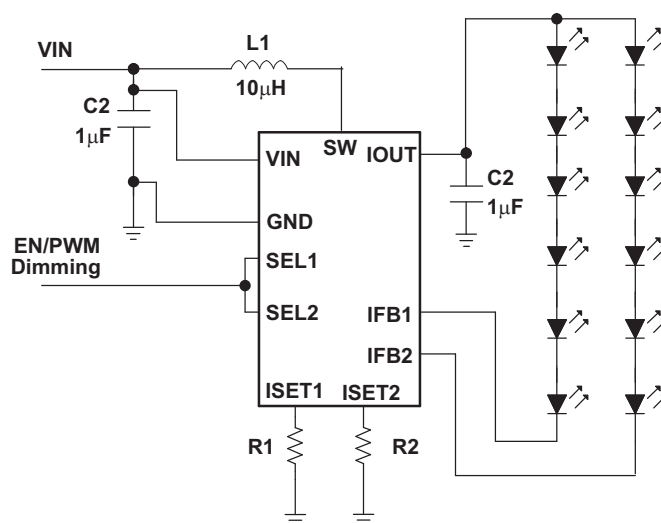 L1
VIN
10μH
C2
1μF
SW
IOUT
VIN
C2
1μF
GND
EN/PWM
Dimming
SEL1
SEL2
IFB1
IFB2
ISET1
ISET2
R1
R2